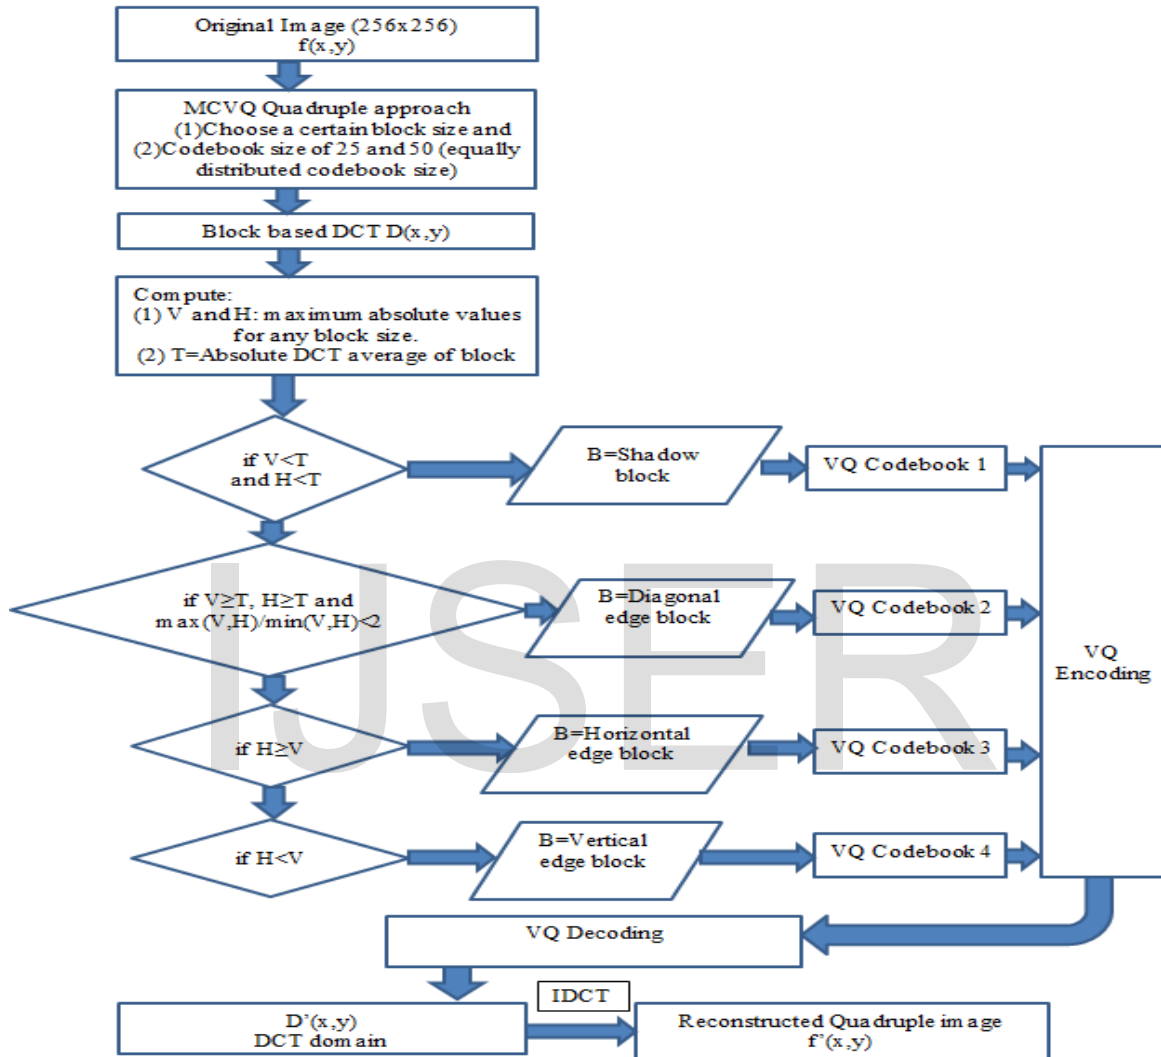 Original Image (256x256)
f(x,y)
MCVQ Quadruple approach
(1)Choose a certain block size and
(2)Codebook size of 25 and 50 (equally
distributed codebook size)
Block based DCT D(x,y)
Compute:
(1) V and H: maximum absolute values
for any block size.
(2) T=Absolute DCT average of block
if V<T
and H<T
B=Shadow
block
VQ Codebook 1
if V≥T, H≥T and
max(V,H)/min(V,H)<2
B=Diagonal
edge block
VQ Codebook 2
VQ
Encoding
IJSER
if H≥V
B=Horizontal
edge block
VQ Codebook 3
if H<V
B=Vertical
edge block
VQ Codebook 4
VQ Decoding
IDCT
D’(x,y)
DCT domain
Reconstructed Quadruple image
f’(x,y)